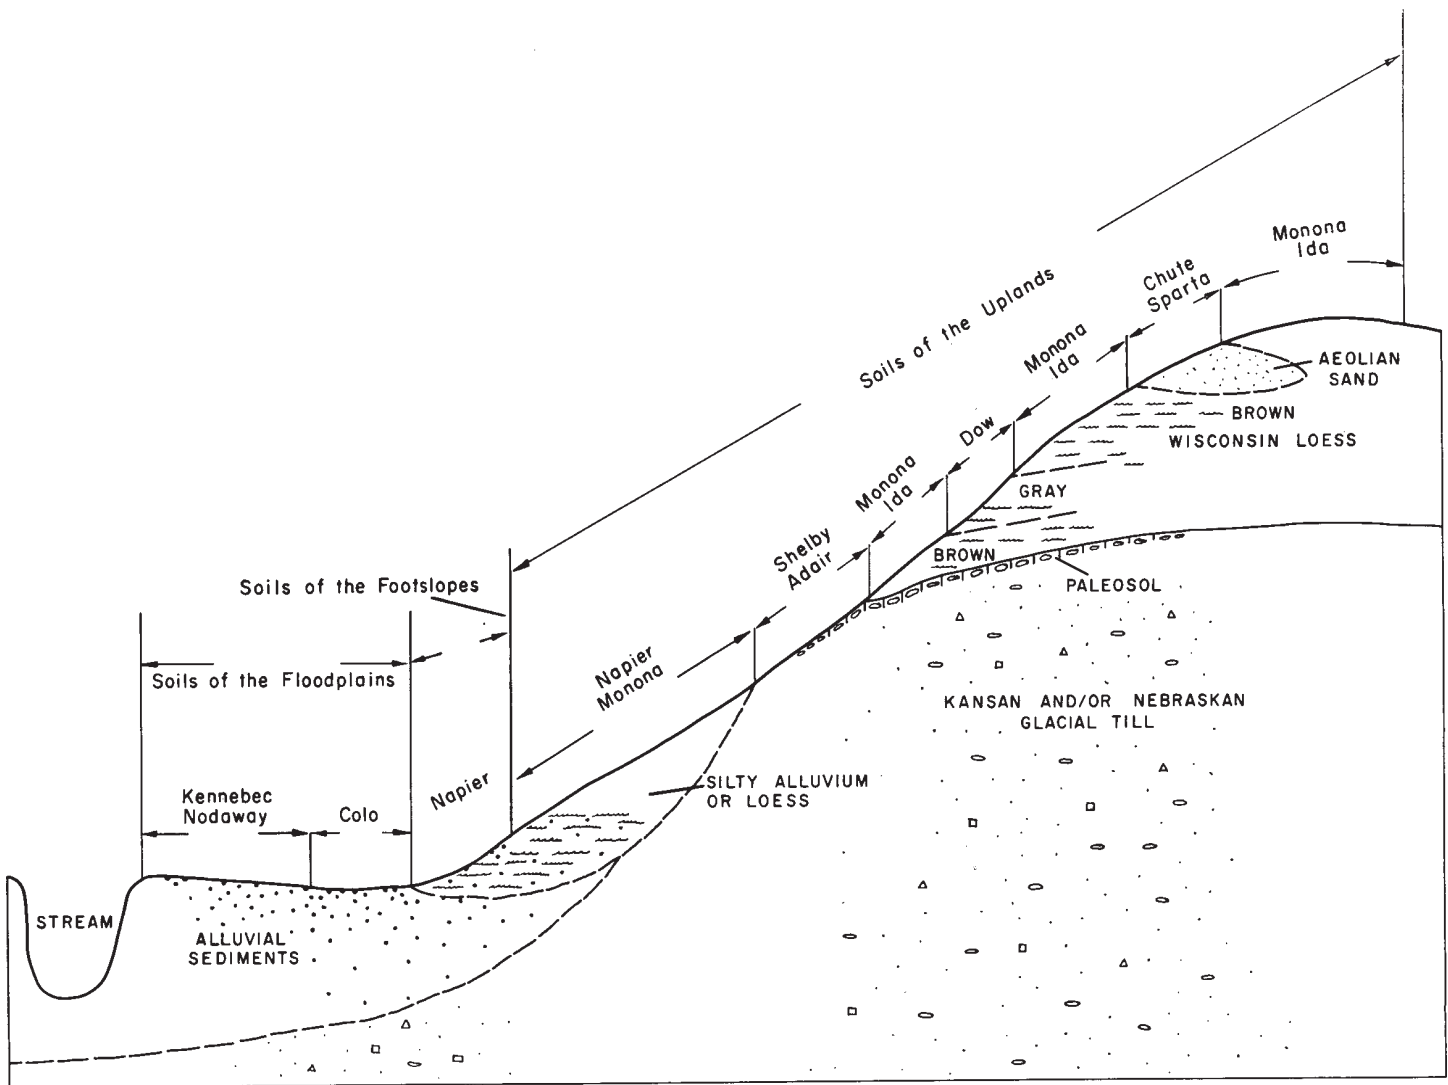 Monona
Ida
Chute
Sparta
Soils of the Uplands
Monona
Ida
AEOLIAN
SAND
BROWN
WISCONSIN LOESS
Dow
Monona
Ida
GRAY
Shelby
Adair
BROWN
PALEOSOL
Soils of the Footslopes
Soils of the Floodplains
Napier
Monona
KANSAN AND/OR NEBRASKAN
GLACIAL TILL
Napier
SILTY ALLUVIUM
OR LOESS
Kennebec
Nodaway
Colo
STREAM
ALLUVIAL
SEDIMENTS